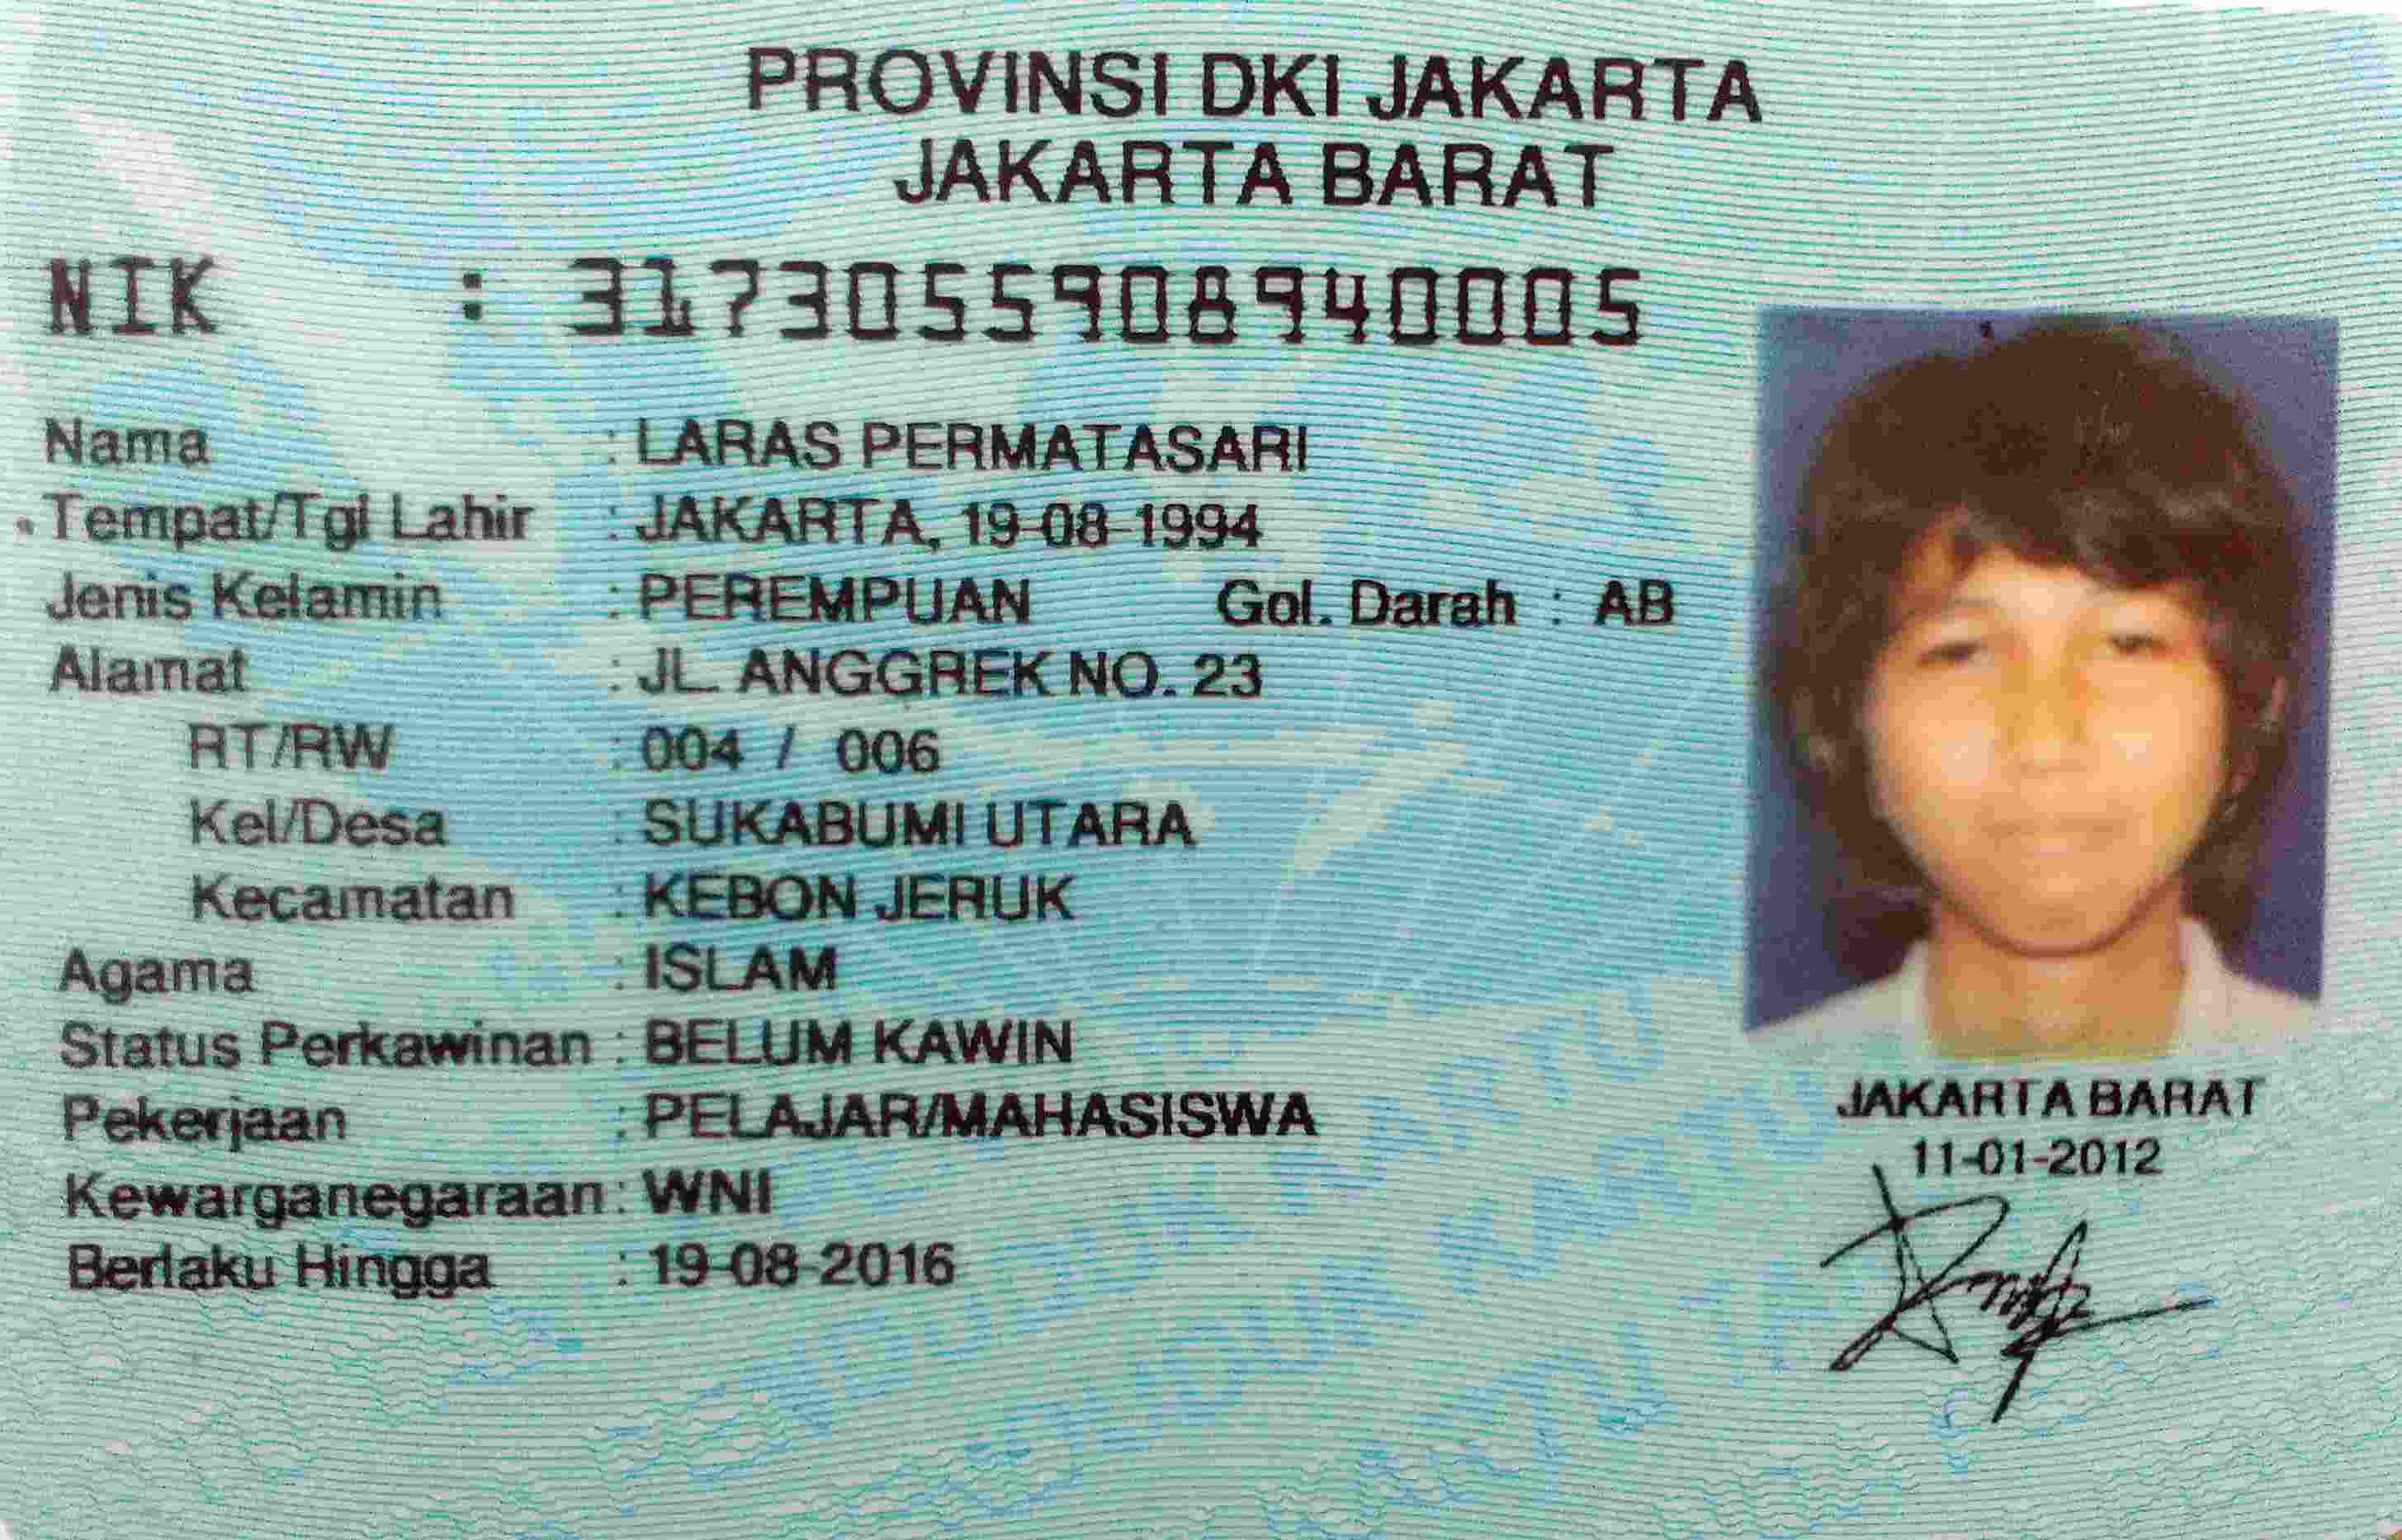 PROVINSI DKI JAKARTA
JAKARTA BARAT
NIK : 3173055908940005
Nama : LARAS PERMATASARI
Tempat/Tgl Lahir : JAKARTA, 19-08-1994
Jenis Kelamin : PEREMPUAN Gol. Darah : AB
Alamat : JL. ANGGREK NO. 23
RT/RW : 004 / 006
Kel/Desa : SUKABUMI UTARA
Kecamatan : KEBON JERUK
Agama : ISLAM
Status Perkawinan : BELUM KAWIN
Pekerjaan : PELAJAR/MAHASISWA
Kewarganegaraan : WNI
Berlaku Hingga : 19-08-2016
JAKARTA BARAT
11-01-2012